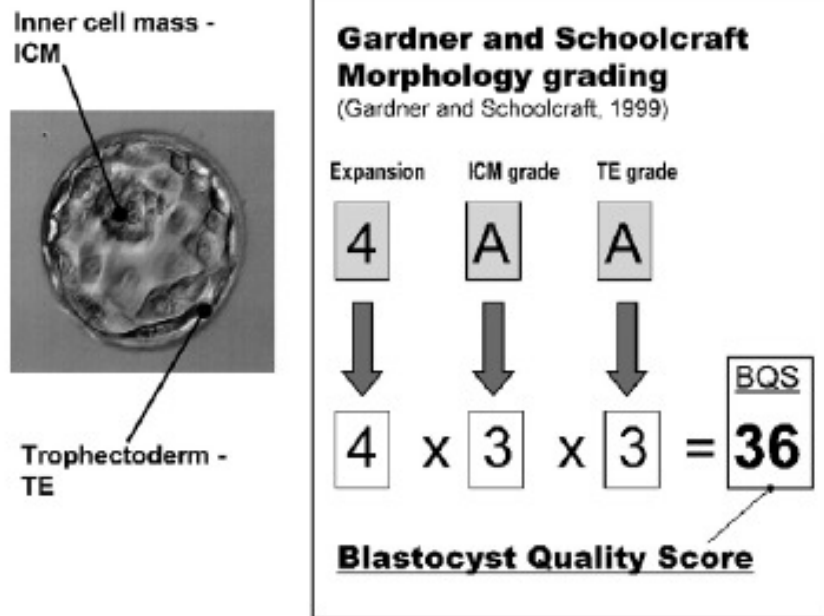 Inner cell mass -
ICM
Trophectoderm -
TE
Gardner and Schoolcraft
Morphology grading
(Gardner and Schoolcraft, 1999)
Expansion ICM grade TE grade
4 A A
BQS
4 x 3 x 3 = 36
Blastocyst Quality Score